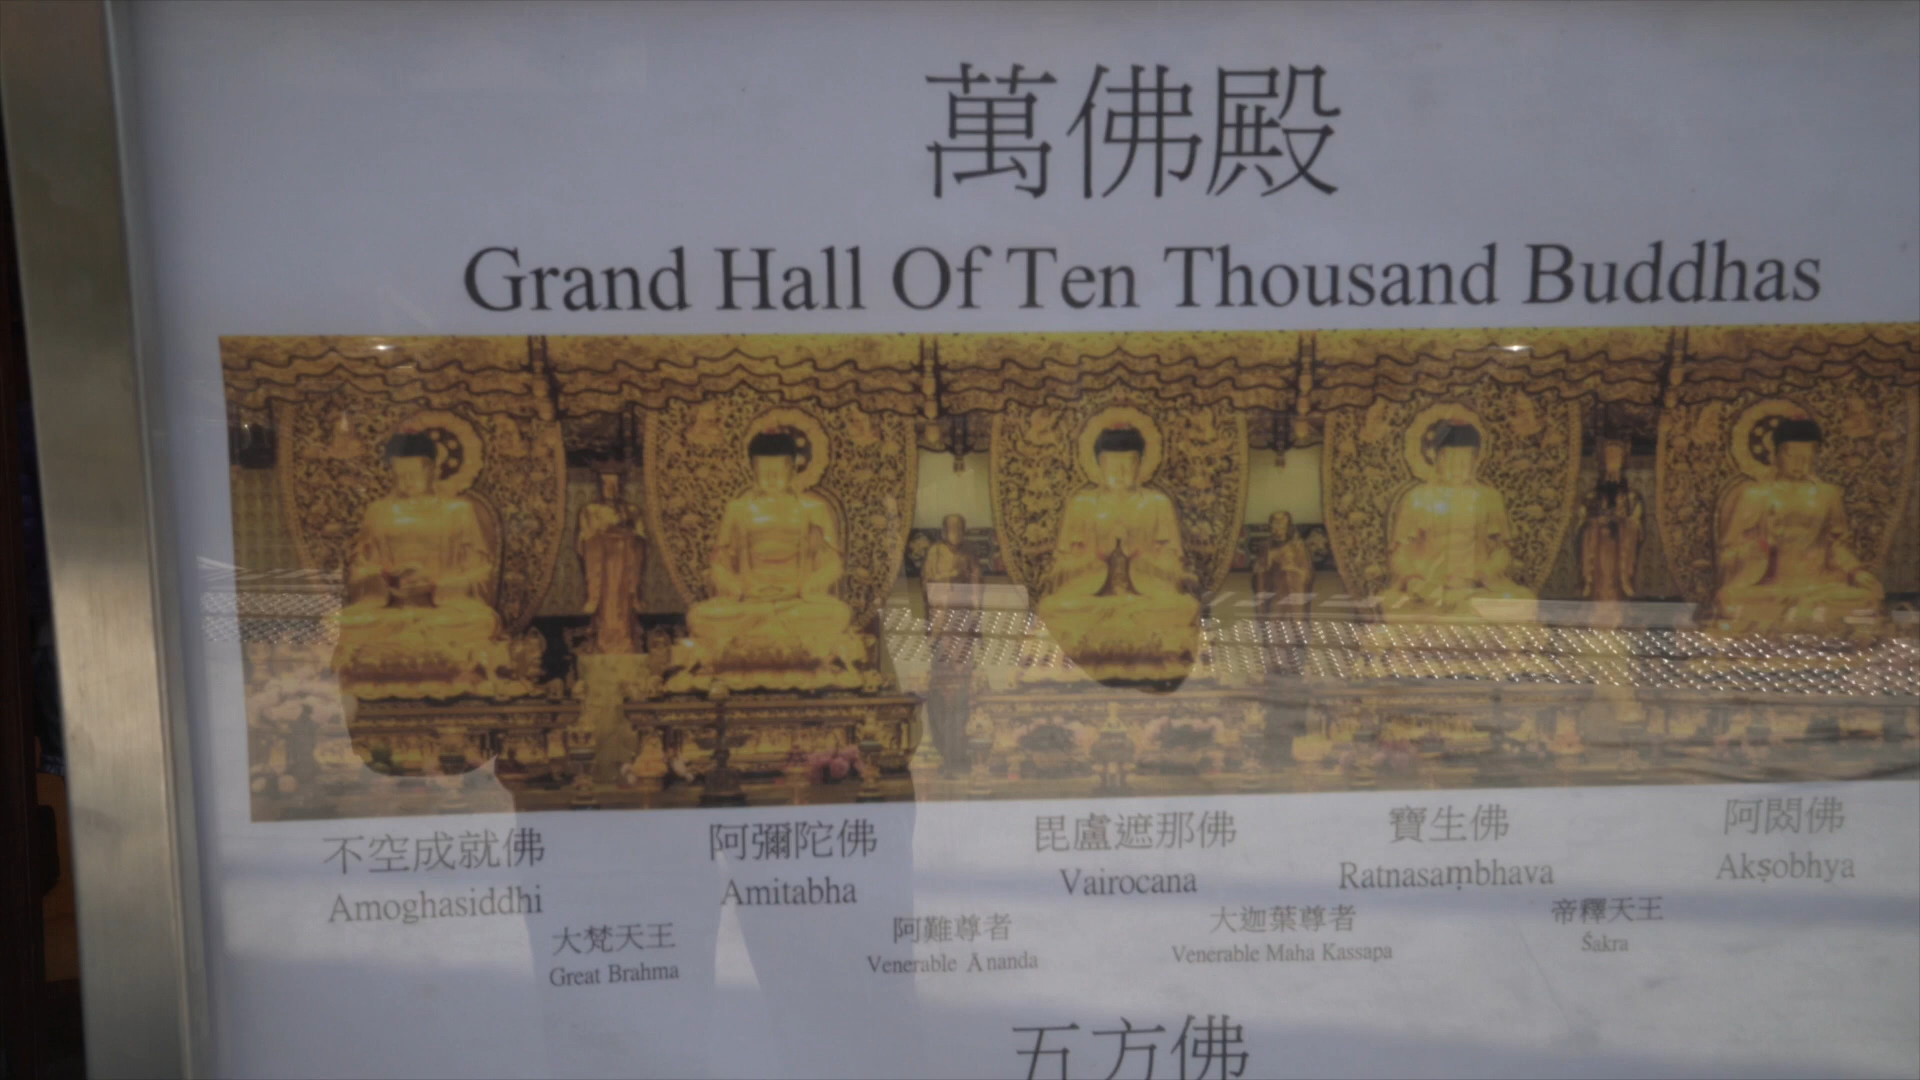 萬佛殿
Grand Hall Of Ten Thousand Buddhas
不空成就佛 阿彌陀佛 毘盧遮那佛 寶生佛 阿閦佛
Amoghasiddhi Amitabha Vairocana Ratnasaṃbhava Akṣobhya
大梵天王 阿難尊者 大迦葉尊者 帝釋天王
Great Brahma Venerable Ānanda Venerable Maha Kassapa Śakra
五方佛